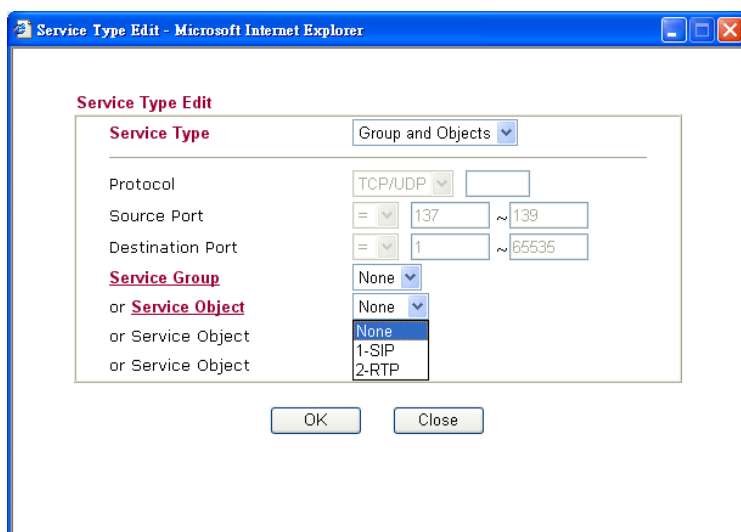 Service Type Edit - Microsoft Internet Explorer
Service Type Edit
Service Type Group and Objects
Protocol TCP/UDP
Source Port = 137 ~ 139
Destination Port = 1 ~ 65535
Service Group None
or Service Object None
or Service Object None
1-SIP
or Service Object 2-RTP
OK Close